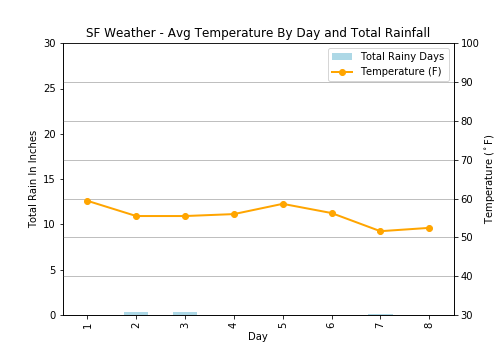 SF Weather - Avg Temperature By Day and Total Rainfall
Total Rainy Days
Temperature (F)
Total Rain In Inches
30
25
20
15
10
5
0
100
90
80
70
60
50
40
30
Temperature (°F)
1 2 3 4 5 6 7 8
Day